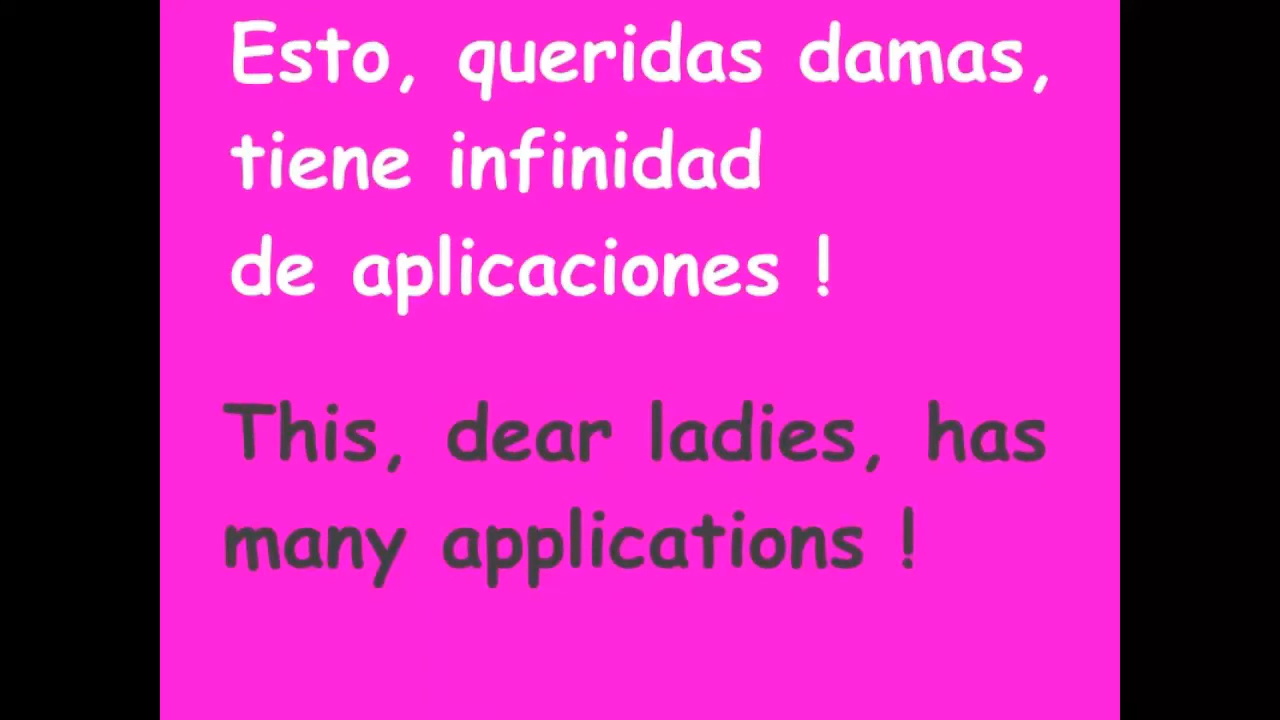 Esto, queridas damas,
tiene infinidad
de aplicaciones !
This, dear ladies, has
many applications !